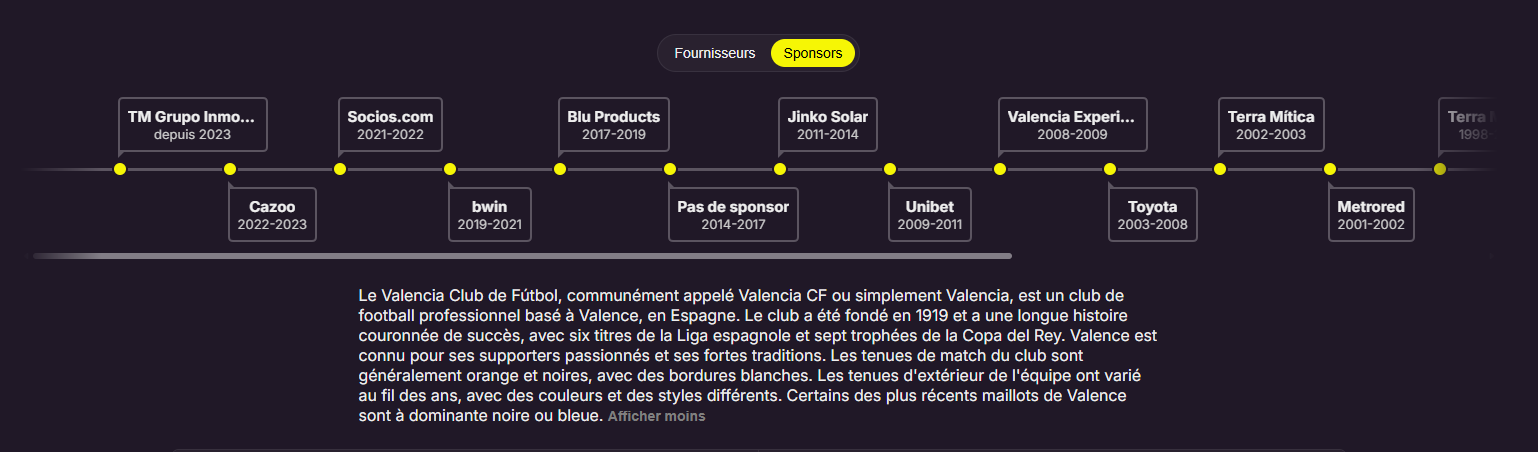 Fournisseurs
Sponsors
TM Grupo Inmo...
depuis 2023
Socios.com
2021-2022
Blu Products
2017-2019
Jinko Solar
2011-2014
Valencia Experi...
2008-2009
Terra Mítica
2002-2003
Terra
1998-
Cazoo
2022-2023
bwin
2019-2021
Pas de sponsor
2014-2017
Unibet
2009-2011
Toyota
2003-2008
Metrored
2001-2002
Le Valencia Club de Fútbol, communément appelé Valencia CF ou simplement Valencia, est un club de
football professionnel basé à Valence, en Espagne. Le club a été fondé en 1919 et a une longue histoire
couronnée de succès, avec six titres de la Liga espagnole et sept trophées de la Copa del Rey. Valence est
connu pour ses supporters passionnés et ses fortes traditions. Les tenues de match du club sont
généralement orange et noires, avec des bordures blanches. Les tenues d'extérieur de l'équipe ont varié
au fil des ans, avec des couleurs et des styles différents. Certains des plus récents maillots de Valence
sont à dominante noire ou bleue. Afficher moins